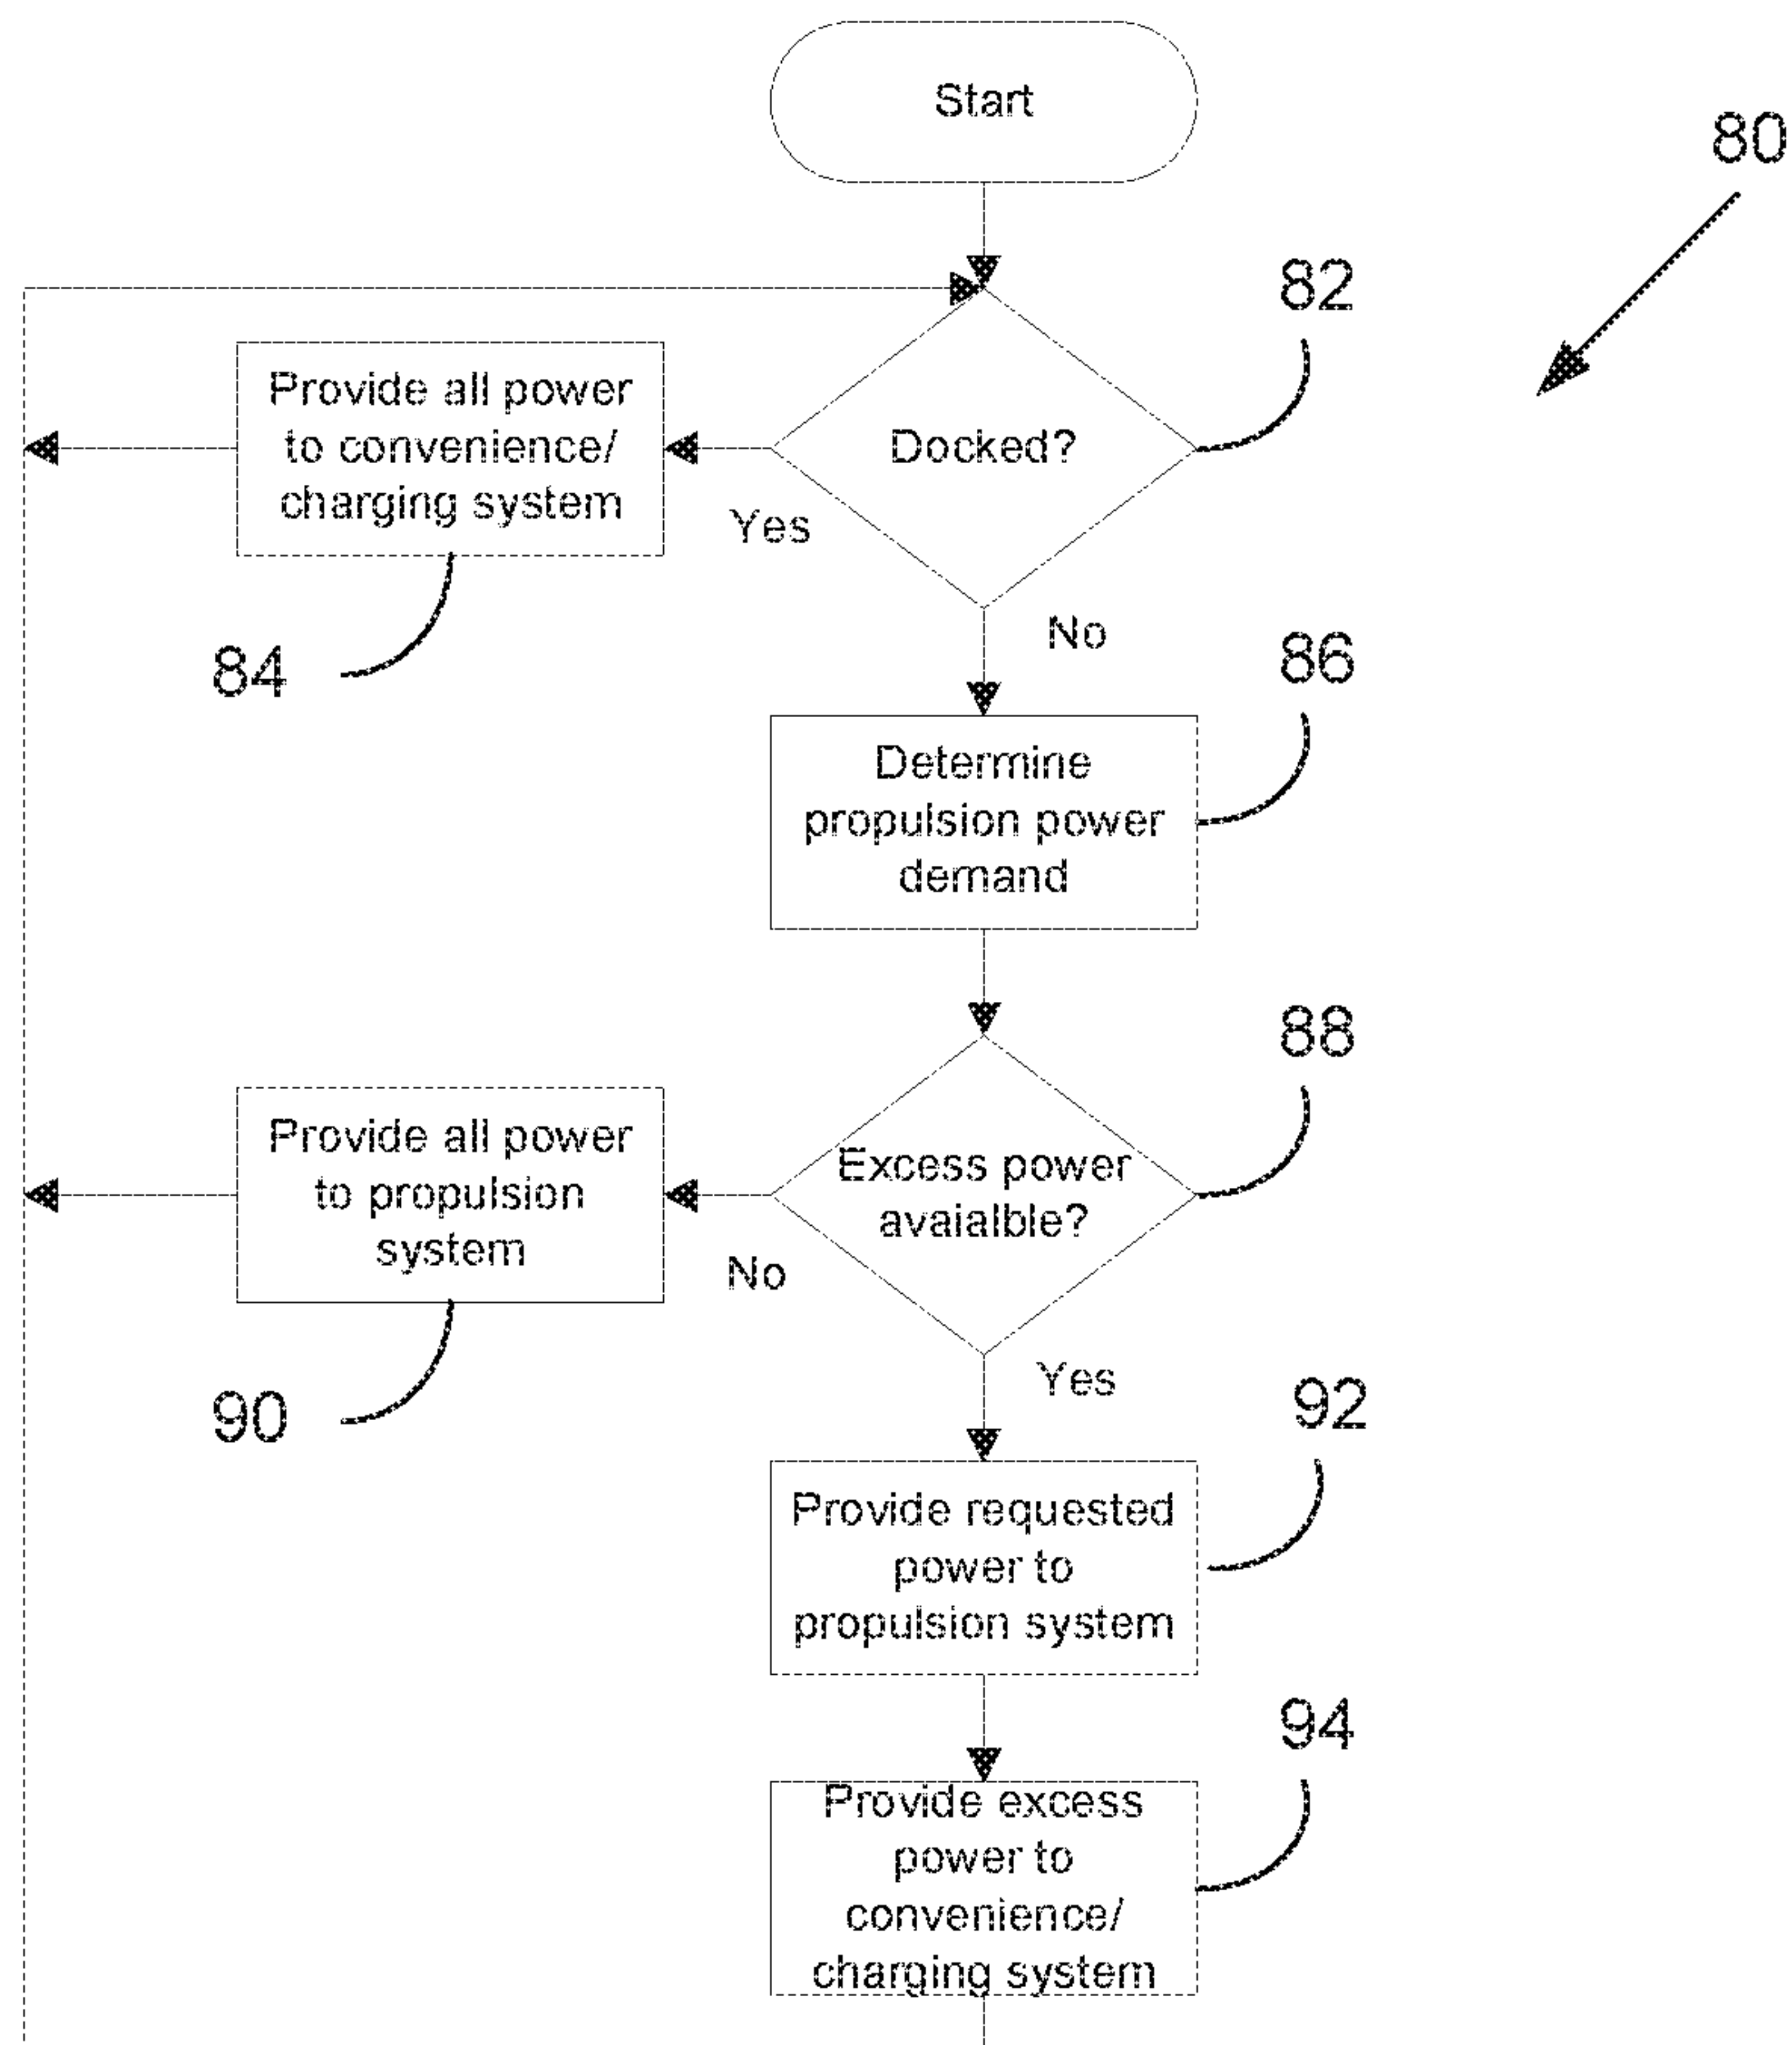 Start
80
82
Provide all power
to convenience/
charging system
Docked?
Yes
No
84
86
Determine
propulsion power
demand
88
Provide all power
to propulsion
system
Excess power
avaialble?
No
Yes
90
92
Provide requested
power to
propulsion system
94
Provide excess
power to
convenience/
charging system